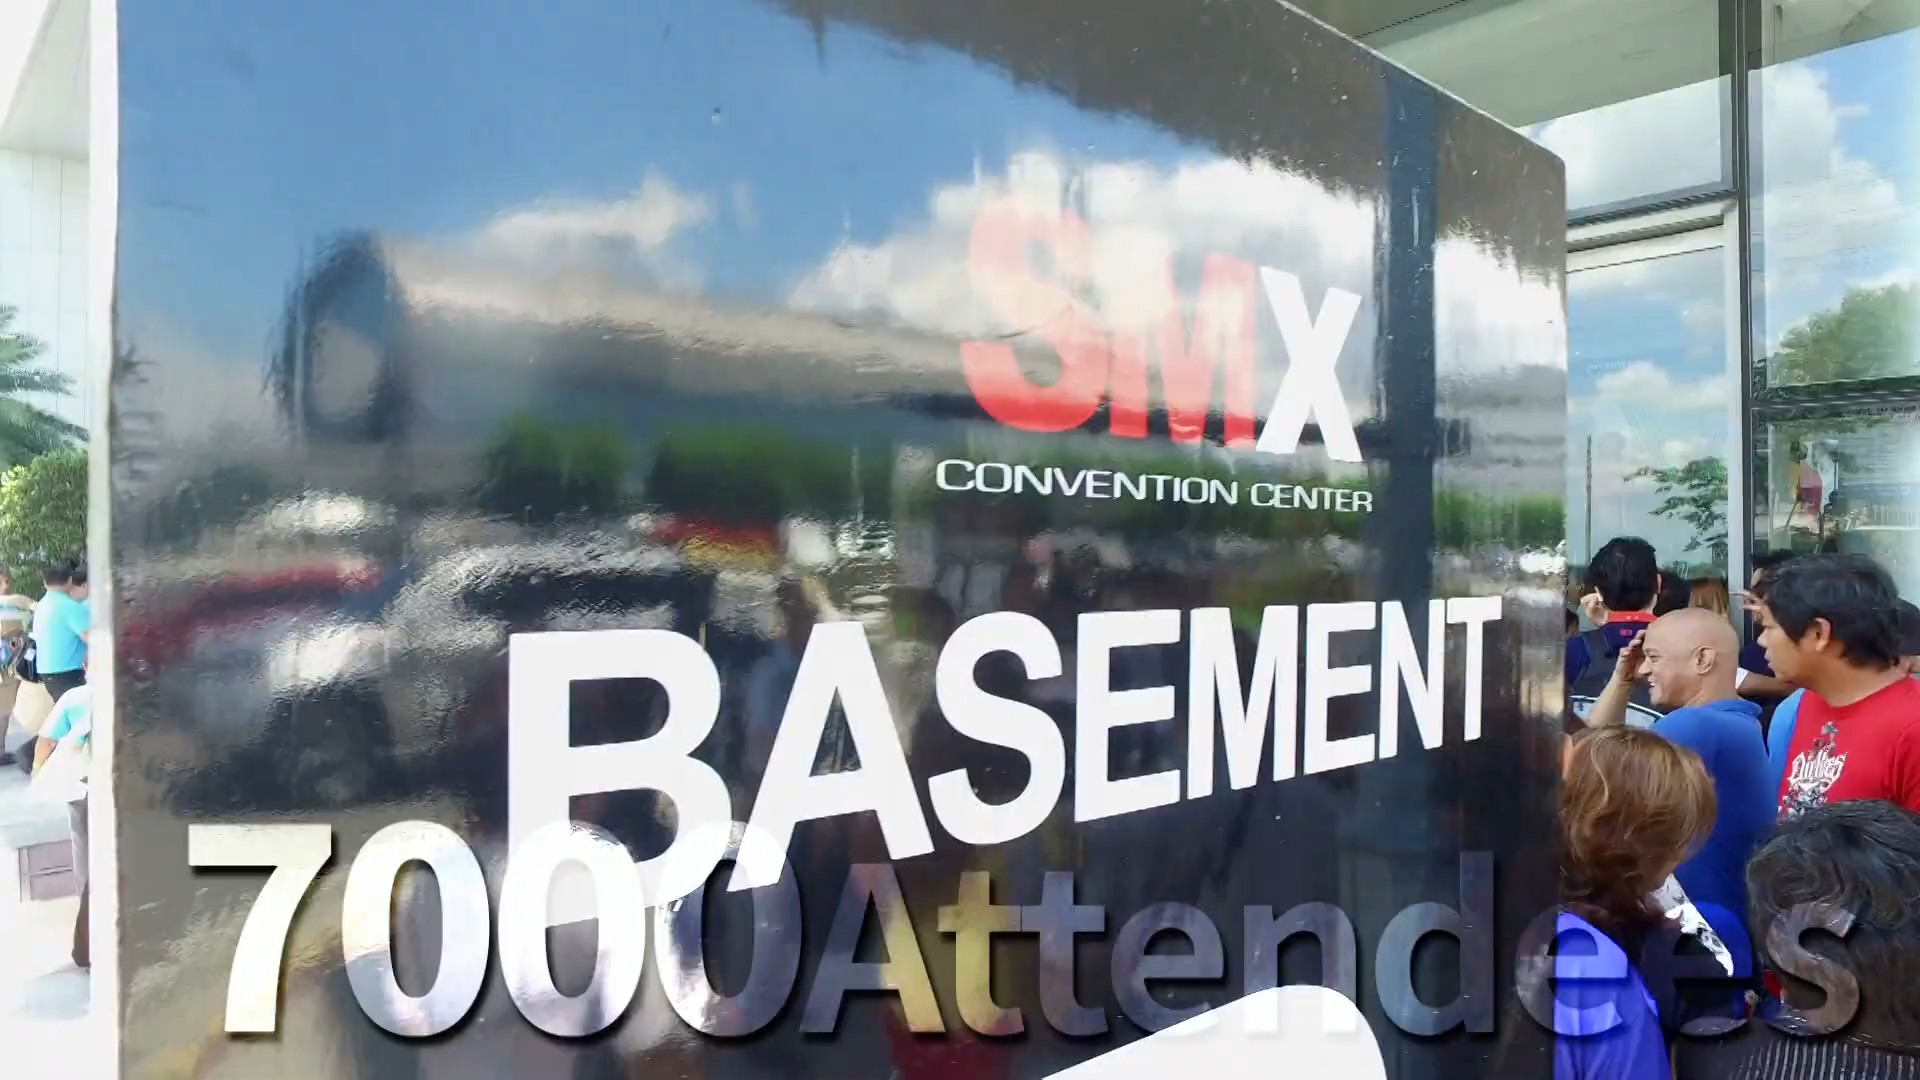 SMX
CONVENTION CENTER
BASEMENT
7000 Attendees